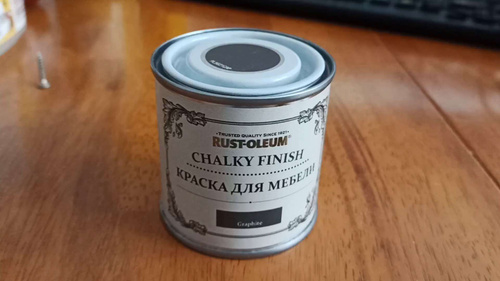 • TRUSTED QUALITY SINCE 1921 •
RUST-OLEUM®
CHALKY FINISH
КРАСКА ДЛЯ МЕБЕЛИ
Graphite